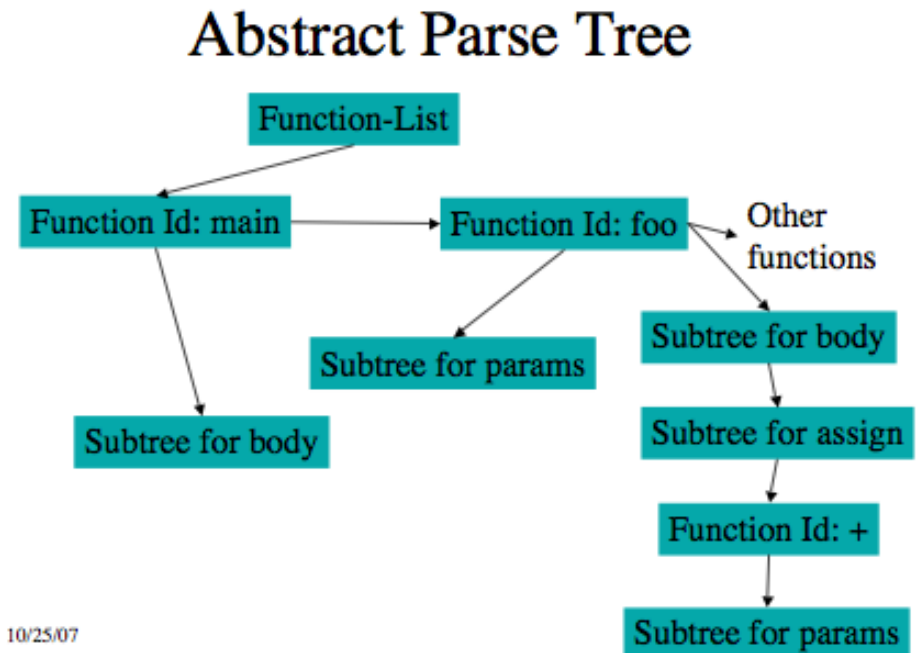 Abstract Parse Tree
Function-List
Function Id: main
Function Id: foo
Other
functions
Subtree for params
Subtree for body
Subtree for body
Subtree for assign
Function Id: +
Subtree for params
10/25/07